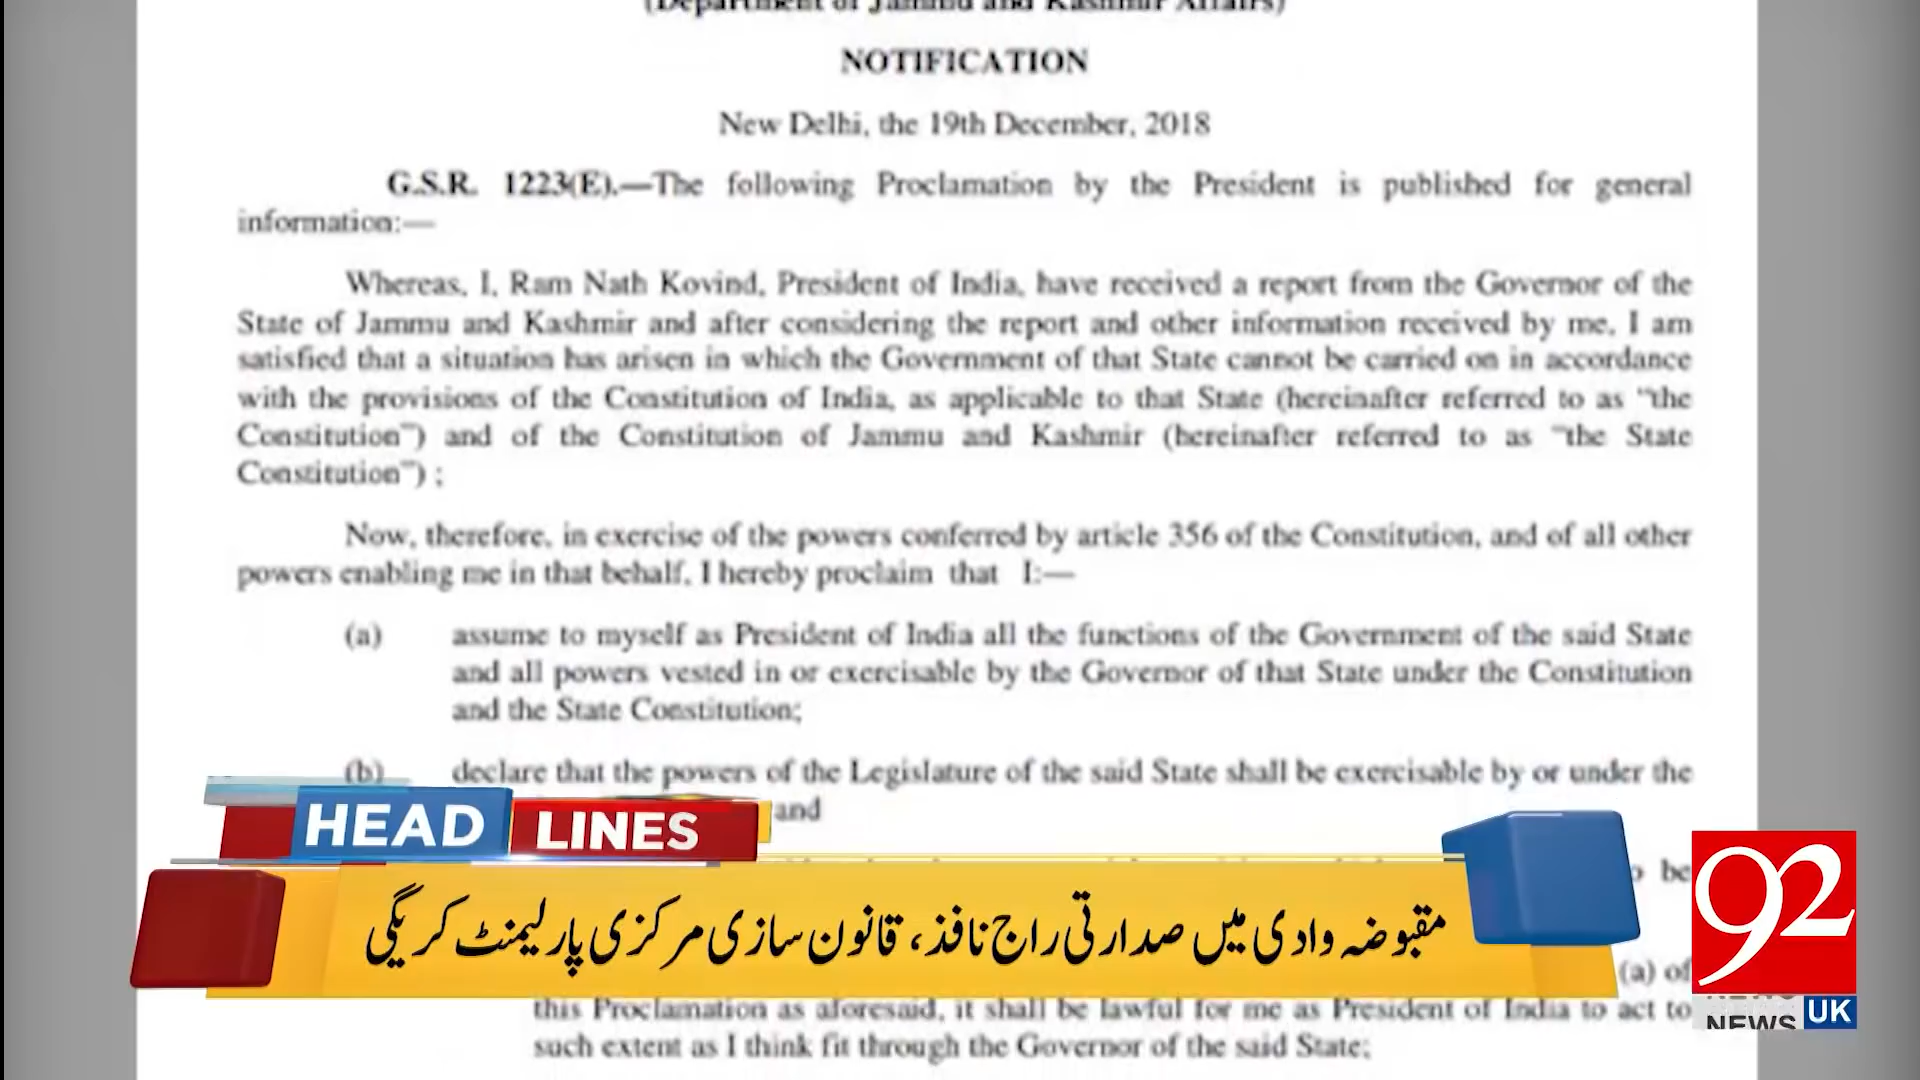 (Department of Jammu and Kashmir Affairs)
NOTIFICATION
New Delhi, the 19th December, 2018
G.S.R. 1223(E).—The following Proclamation by the President is published for general
information:—
Whereas, I, Ram Nath Kovind, President of India, have received a report from the Governor of the
State of Jammu and Kashmir and after considering the report and other information received by me, I am
satisfied that a situation has arisen in which the Government of that State cannot be carried on in accordance
with the provisions of the Constitution of India, as applicable to that State (hereinafter referred to as "the
Constitution") and of the Constitution of Jammu and Kashmir (hereinafter referred to as "the State
Constitution") ;
Now, therefore, in exercise of the powers conferred by article 356 of the Constitution, and of all other
powers enabling me in that behalf, I hereby proclaim that I:—
(a) assume to myself as President of India all the functions of the Government of the said State
and all powers vested in or exercisable by the Governor of that State under the Constitution
and the State Constitution;
(b) declare that the powers of the Legislature of the said State shall be exercisable by or under the
and
HEAD LINES
be
مقبوضہ وادی میں صدارتی راج نافذ، قانون سازی مرکزی پارلیمنٹ کریگی
92
(a) of
this Proclamation as aforesaid, it shall be lawful for me as President of India to act to
NEWS UK
such extent as I think fit through the Governor of the said State;